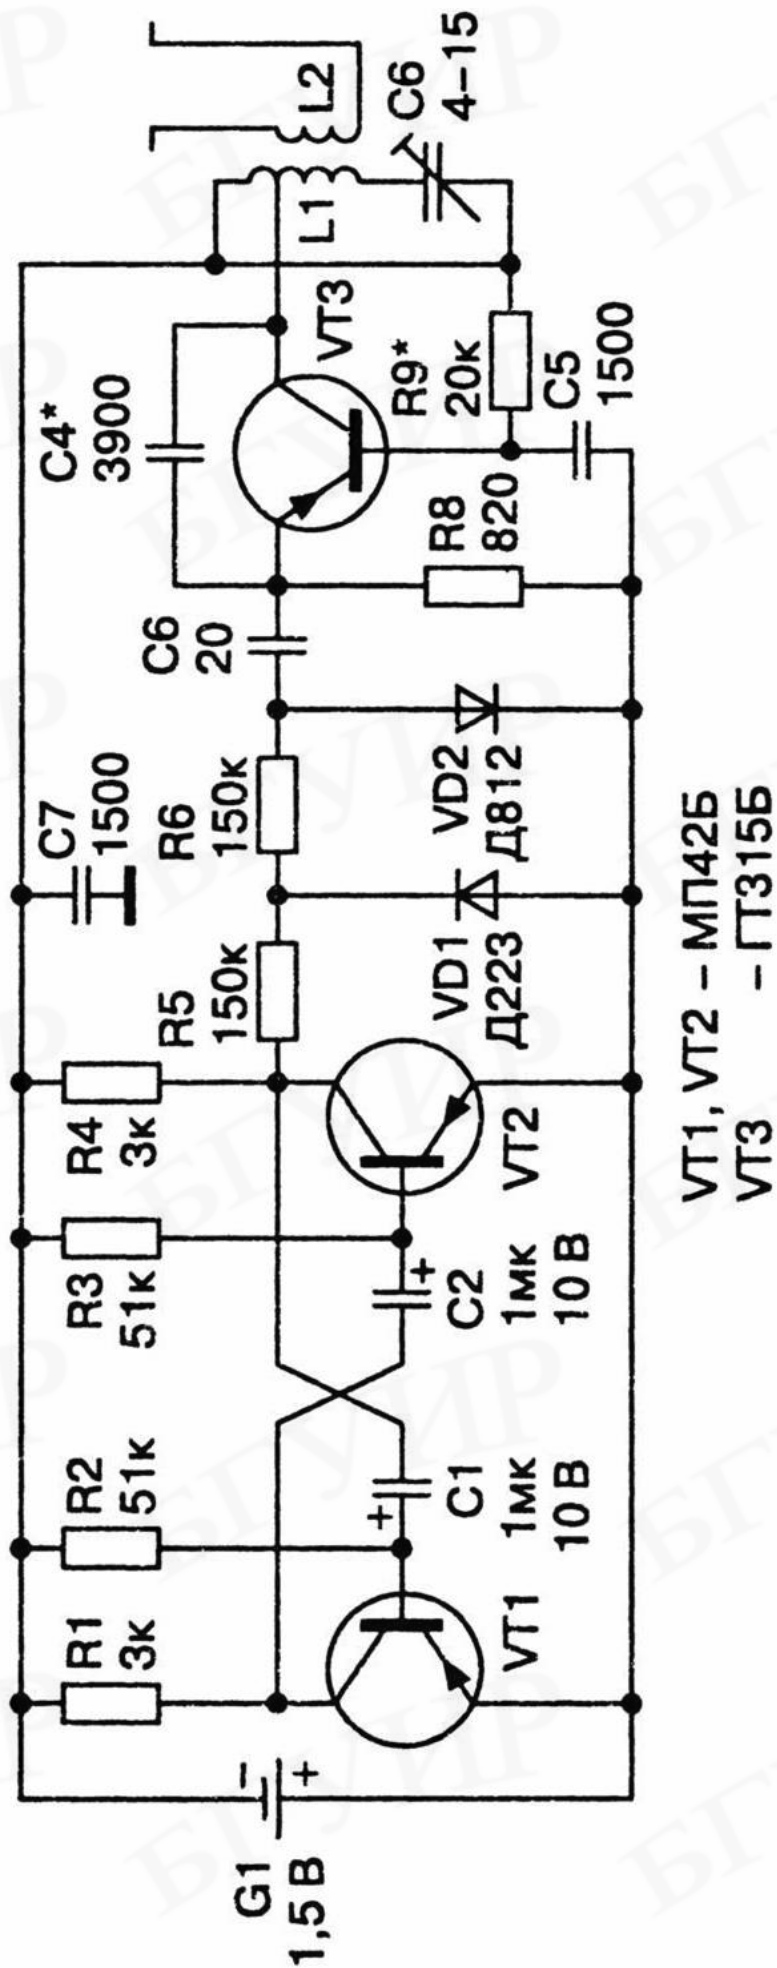 G1
1,5 В
−
+
R1
3к
R2
51к
VT1
+
C1
1мк
10 В
R3
51к
R4
3к
+
C2
1мк
10 В
VT2
R5
150к
VD1
Д223
C7
1500
R6
150к
VD2
Д812
C6
20
C4*
3900
R8
820
VT3
R9*
20к
C5
1500
L1
L2
C6
4–15
VT1, VT2 – МП42Б
VT3 – ГТ315Б
БГУИР